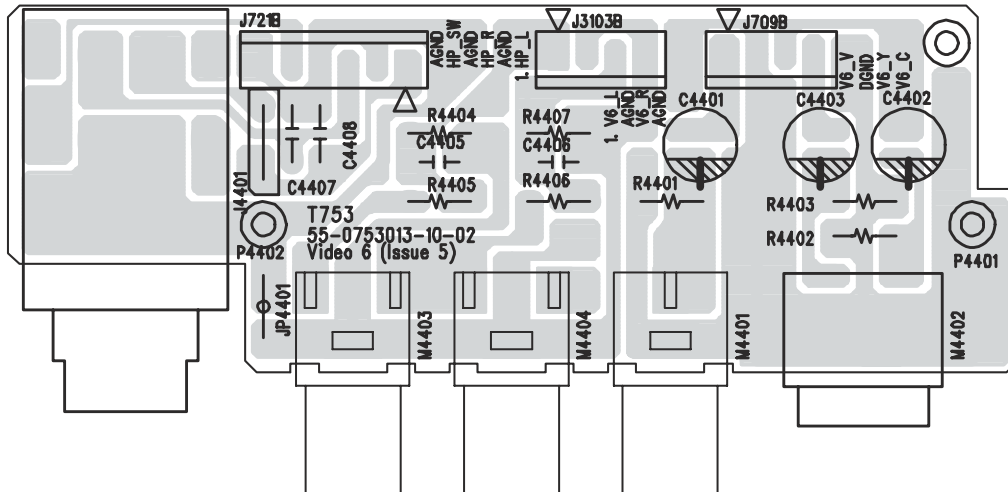 J721B
J3103B
J709B
AGND
HP_SW
AGND
HP_R
AGND
1. HP_L
1. V6_L
AGND
V6_R
AGND
V6_V
DGND
V6_Y
V6_C
C4401
C4403
C4402
R4404
R4407
C4405
C4406
C4408
C4407
J4401
R4405
R4406
R4401
R4403
R4402
P4402
P4401
T753
55-0753013-10-02
Video 6 (Issue 5)
JP4401
M4403
M4404
M4401
M4402